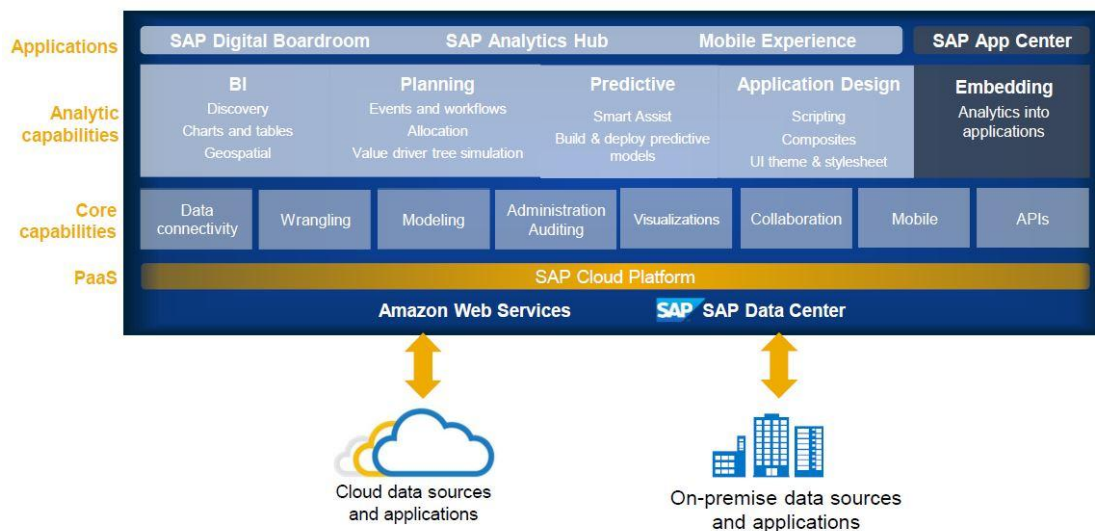 Applications
SAP Digital Boardroom
SAP Analytics Hub
Mobile Experience
SAP App Center
Analytic
capabilities
BI
Discovery
Charts and tables
Geospatial
Planning
Events and workflows
Allocation
Value driver tree simulation
Predictive
Smart Assist
Build & deploy predictive
models
Application Design
Scripting
Composites
UI theme & stylesheet
Embedding
Analytics into
applications
Core
capabilities
Data
connectivity
Wrangling
Modeling
Administration
Auditing
Visualizations
Collaboration
Mobile
APIs
PaaS
SAP Cloud Platform
Amazon Web Services
SAP SAP Data Center
Cloud data sources
and applications
On-premise data sources
and applications